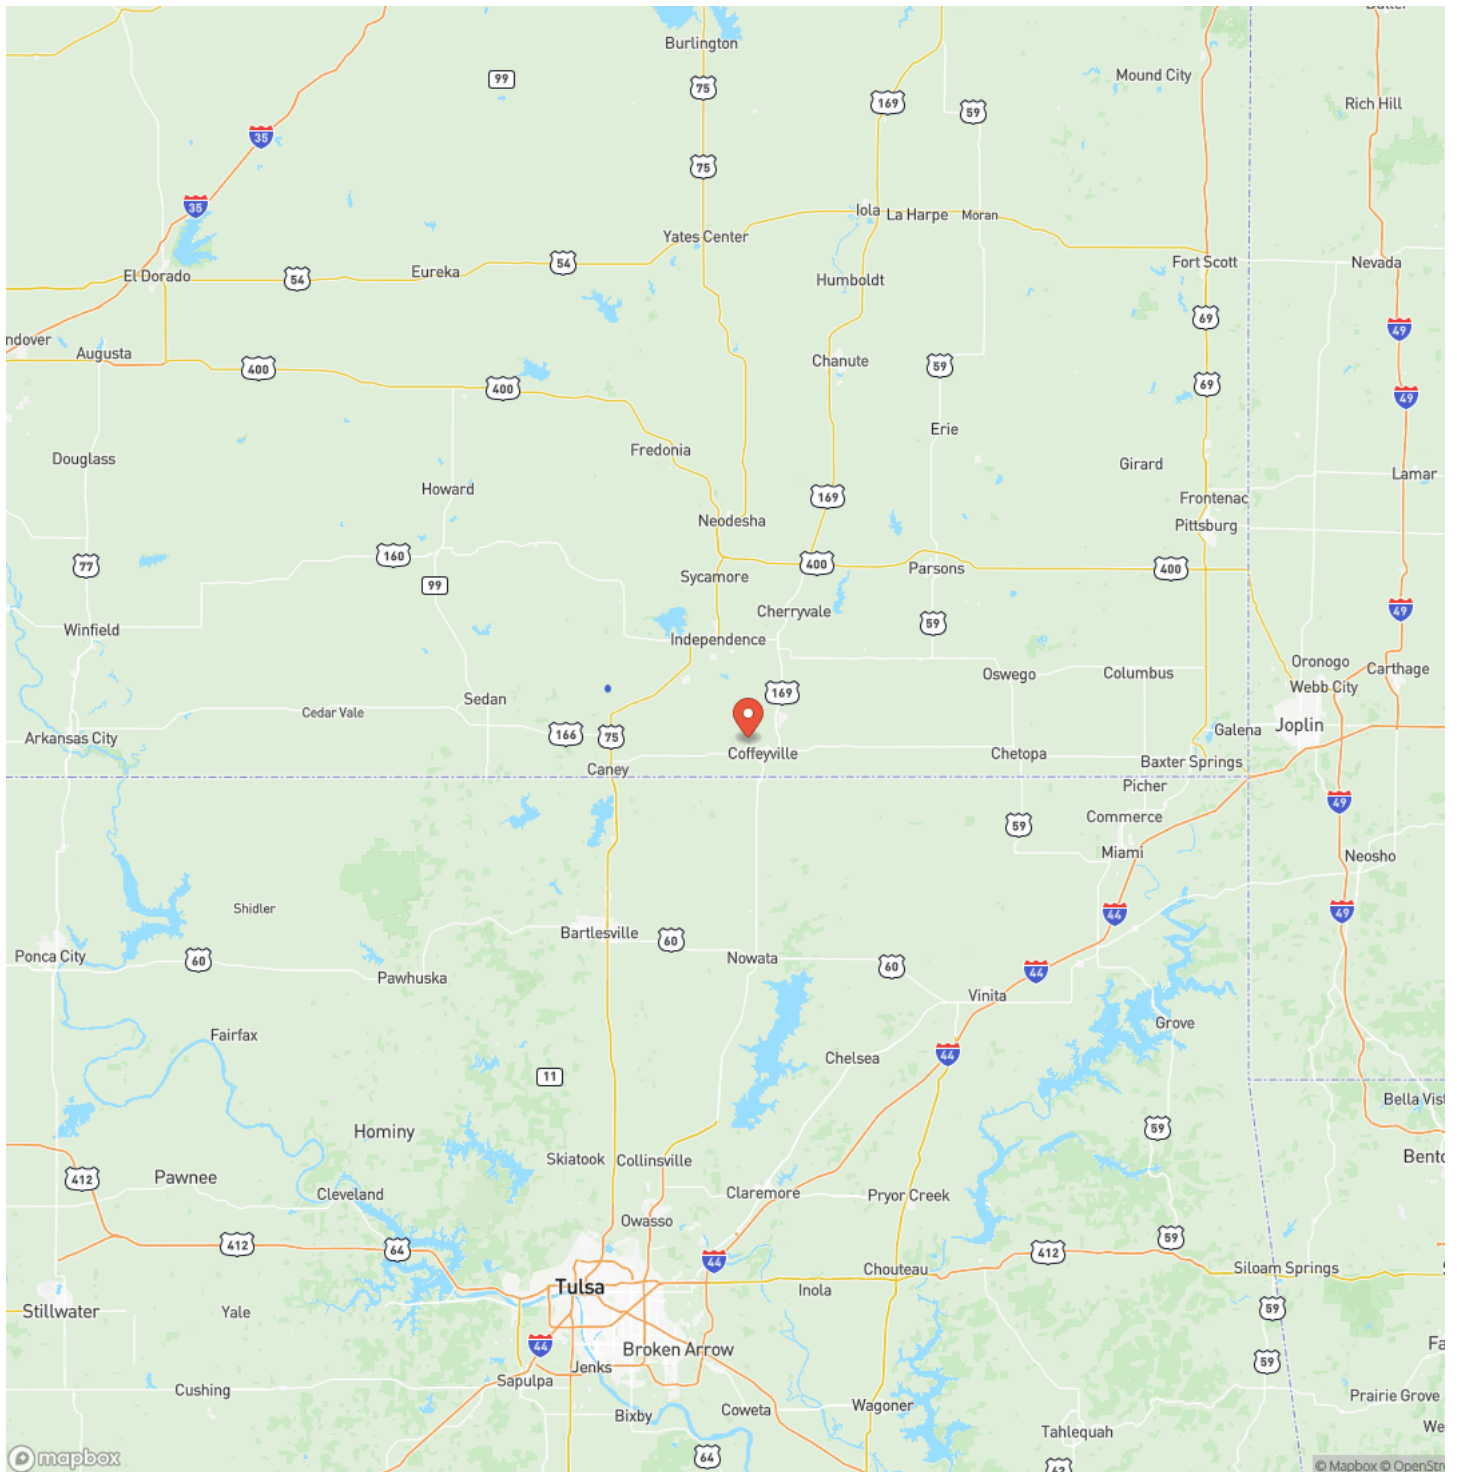 Butler
Burlington
99
Mound City
75
169
59
Rich Hill
35
75
35
Iola
La Harpe
Moran
Yates Center
El Dorado
54
Eureka
54
Humboldt
Fort Scott
Nevada
69
49
ndover
Augusta
400
400
Chanute
59
69
49
Erie
Douglass
Fredonia
Girard
Lamar
Howard
169
Frontenac
Neodesha
Pittsburg
77
160
99
400
Parsons
400
Sycamore
Cherryvale
59
49
Winfield
Independence
Oronogo
Carthage
Sedan
169
Oswego
Columbus
Webb City
Cedar Vale
166
75
Galena
Joplin
Arkansas City
Coffeyville
Chetopa
Baxter Springs
Caney
Picher
49
59
Commerce
Miami
Neosho
Shidler
44
49
Bartlesville
60
Ponca City
60
Pawhuska
Nowata
60
44
Vinita
Fairfax
Grove
44
Chelsea
11
Bella Vist
Hominy
59
Skiatook
Collinsville
Bento
412
Pawnee
Cleveland
Claremore
Pryor Creek
Owasso
412
64
44
412
59
Chouteau
Siloam Springs
Tulsa
Inola
Stillwater
Yale
59
44
Broken Arrow
Fa
Jenks
59
Cushing
Sapulpa
Prairie Grove
Bixby
Coweta
Wagoner
We
Tahlequah
64
62
mapbox
© Mapbox © OpenStre